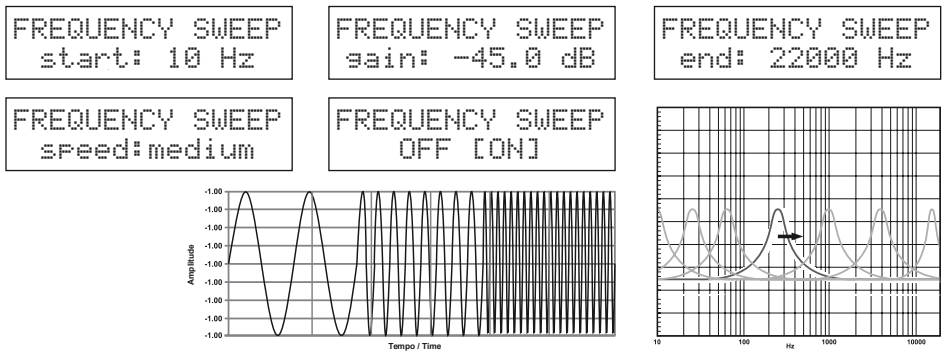 FREQUENCY SWEEP
start: 10 Hz
FREQUENCY SWEEP
gain: -45.0 dB
FREQUENCY SWEEP
end: 22000 Hz
FREQUENCY SWEEP
speed:medium
FREQUENCY SWEEP
OFF [ON]
Amplitude
-1.00
-1.00
-1.00
-1.00
-1.00
-1.00
-1.00
-1.00
-1.00
Tempo / Time
10 100 1000 10000
Hz